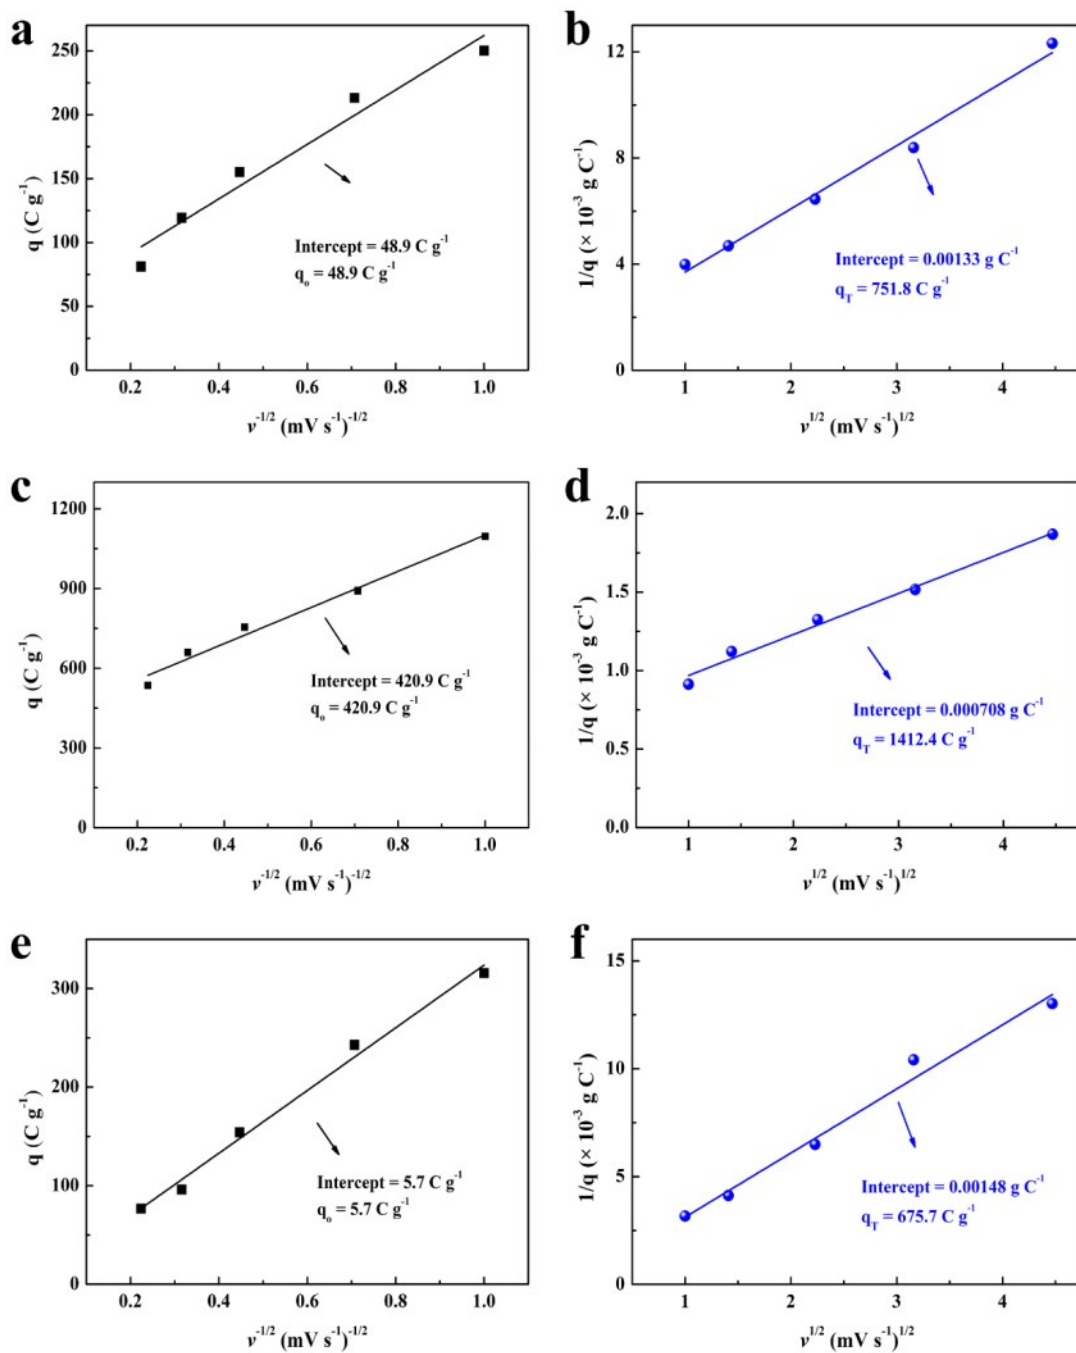 a
250
200
150
100
50
0
q (C g⁻¹)
0.2 0.4 0.6 0.8 1.0
v⁻¹/² (mV s⁻¹)⁻¹/²
Intercept = 48.9 C g⁻¹
qₒ = 48.9 C g⁻¹
b
12
8
4
0
1/q (× 10⁻³ g C⁻¹)
1 2 3 4
v¹/² (mV s⁻¹)¹/²
Intercept = 0.00133 g C⁻¹
q_T = 751.8 C g⁻¹
c
1200
900
600
300
0
q (C g⁻¹)
0.2 0.4 0.6 0.8 1.0
v⁻¹/² (mV s⁻¹)⁻¹/²
Intercept = 420.9 C g⁻¹
qₒ = 420.9 C g⁻¹
d
2.0
1.5
1.0
0.5
0.0
1/q (× 10⁻³ g C⁻¹)
1 2 3 4
v¹/² (mV s⁻¹)¹/²
Intercept = 0.000708 g C⁻¹
q_T = 1412.4 C g⁻¹
e
300
200
100
0
q (C g⁻¹)
0.2 0.4 0.6 0.8 1.0
v⁻¹/² (mV s⁻¹)⁻¹/²
Intercept = 5.7 C g⁻¹
qₒ = 5.7 C g⁻¹
f
15
10
5
0
1/q (× 10⁻³ g C⁻¹)
1 2 3 4
v¹/² (mV s⁻¹)¹/²
Intercept = 0.00148 g C⁻¹
q_T = 675.7 C g⁻¹